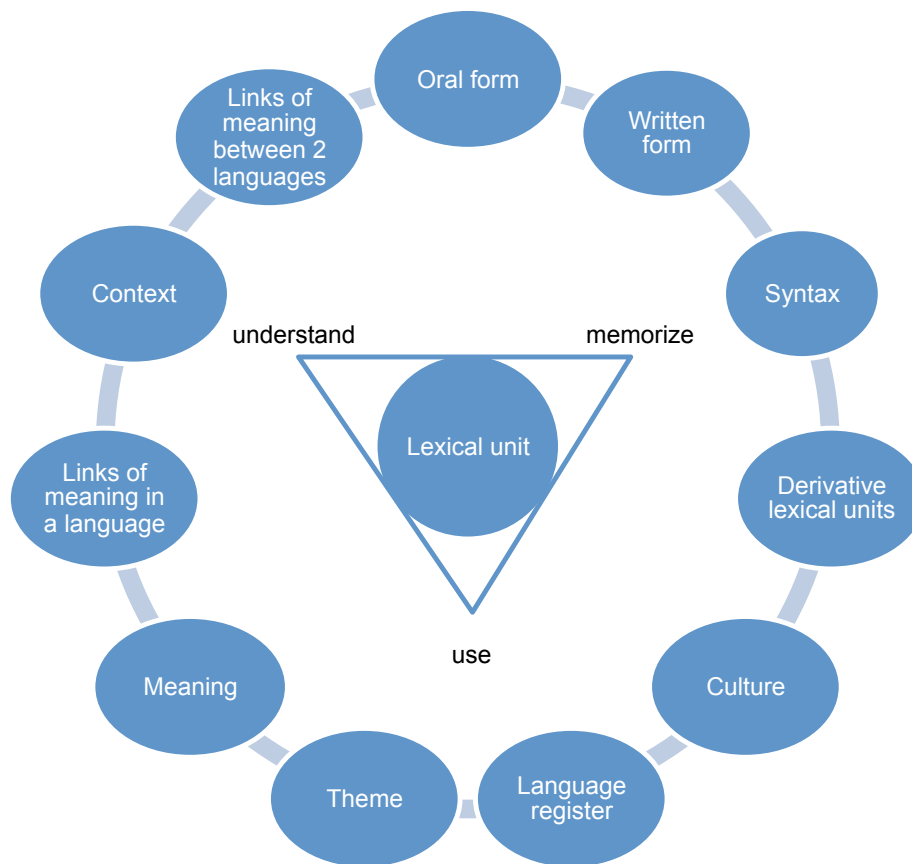 Oral form
Written
form
Syntax
Derivative
lexical units
Culture
Language
register
Theme
Meaning
Links of
meaning in
a language
Context
Links of
meaning
between 2
languages
understand
memorize
Lexical unit
use